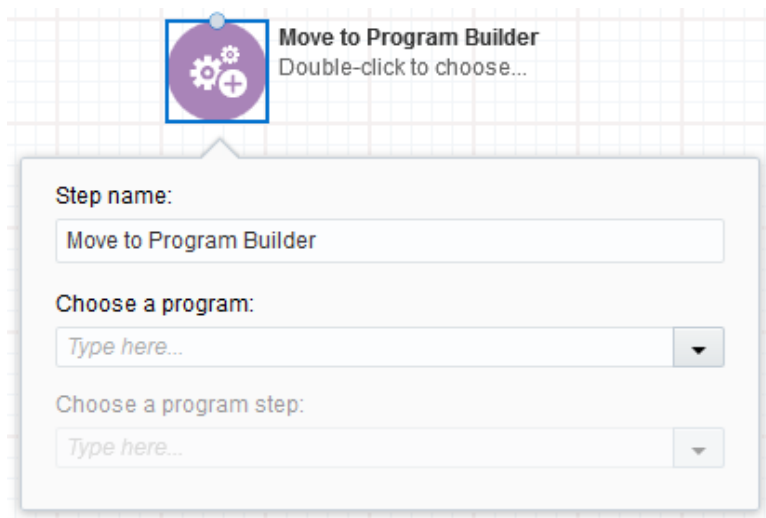 Move to Program Builder
Double-click to choose...
Step name:
Move to Program Builder
Choose a program:
Type here...
Choose a program step:
Type here...